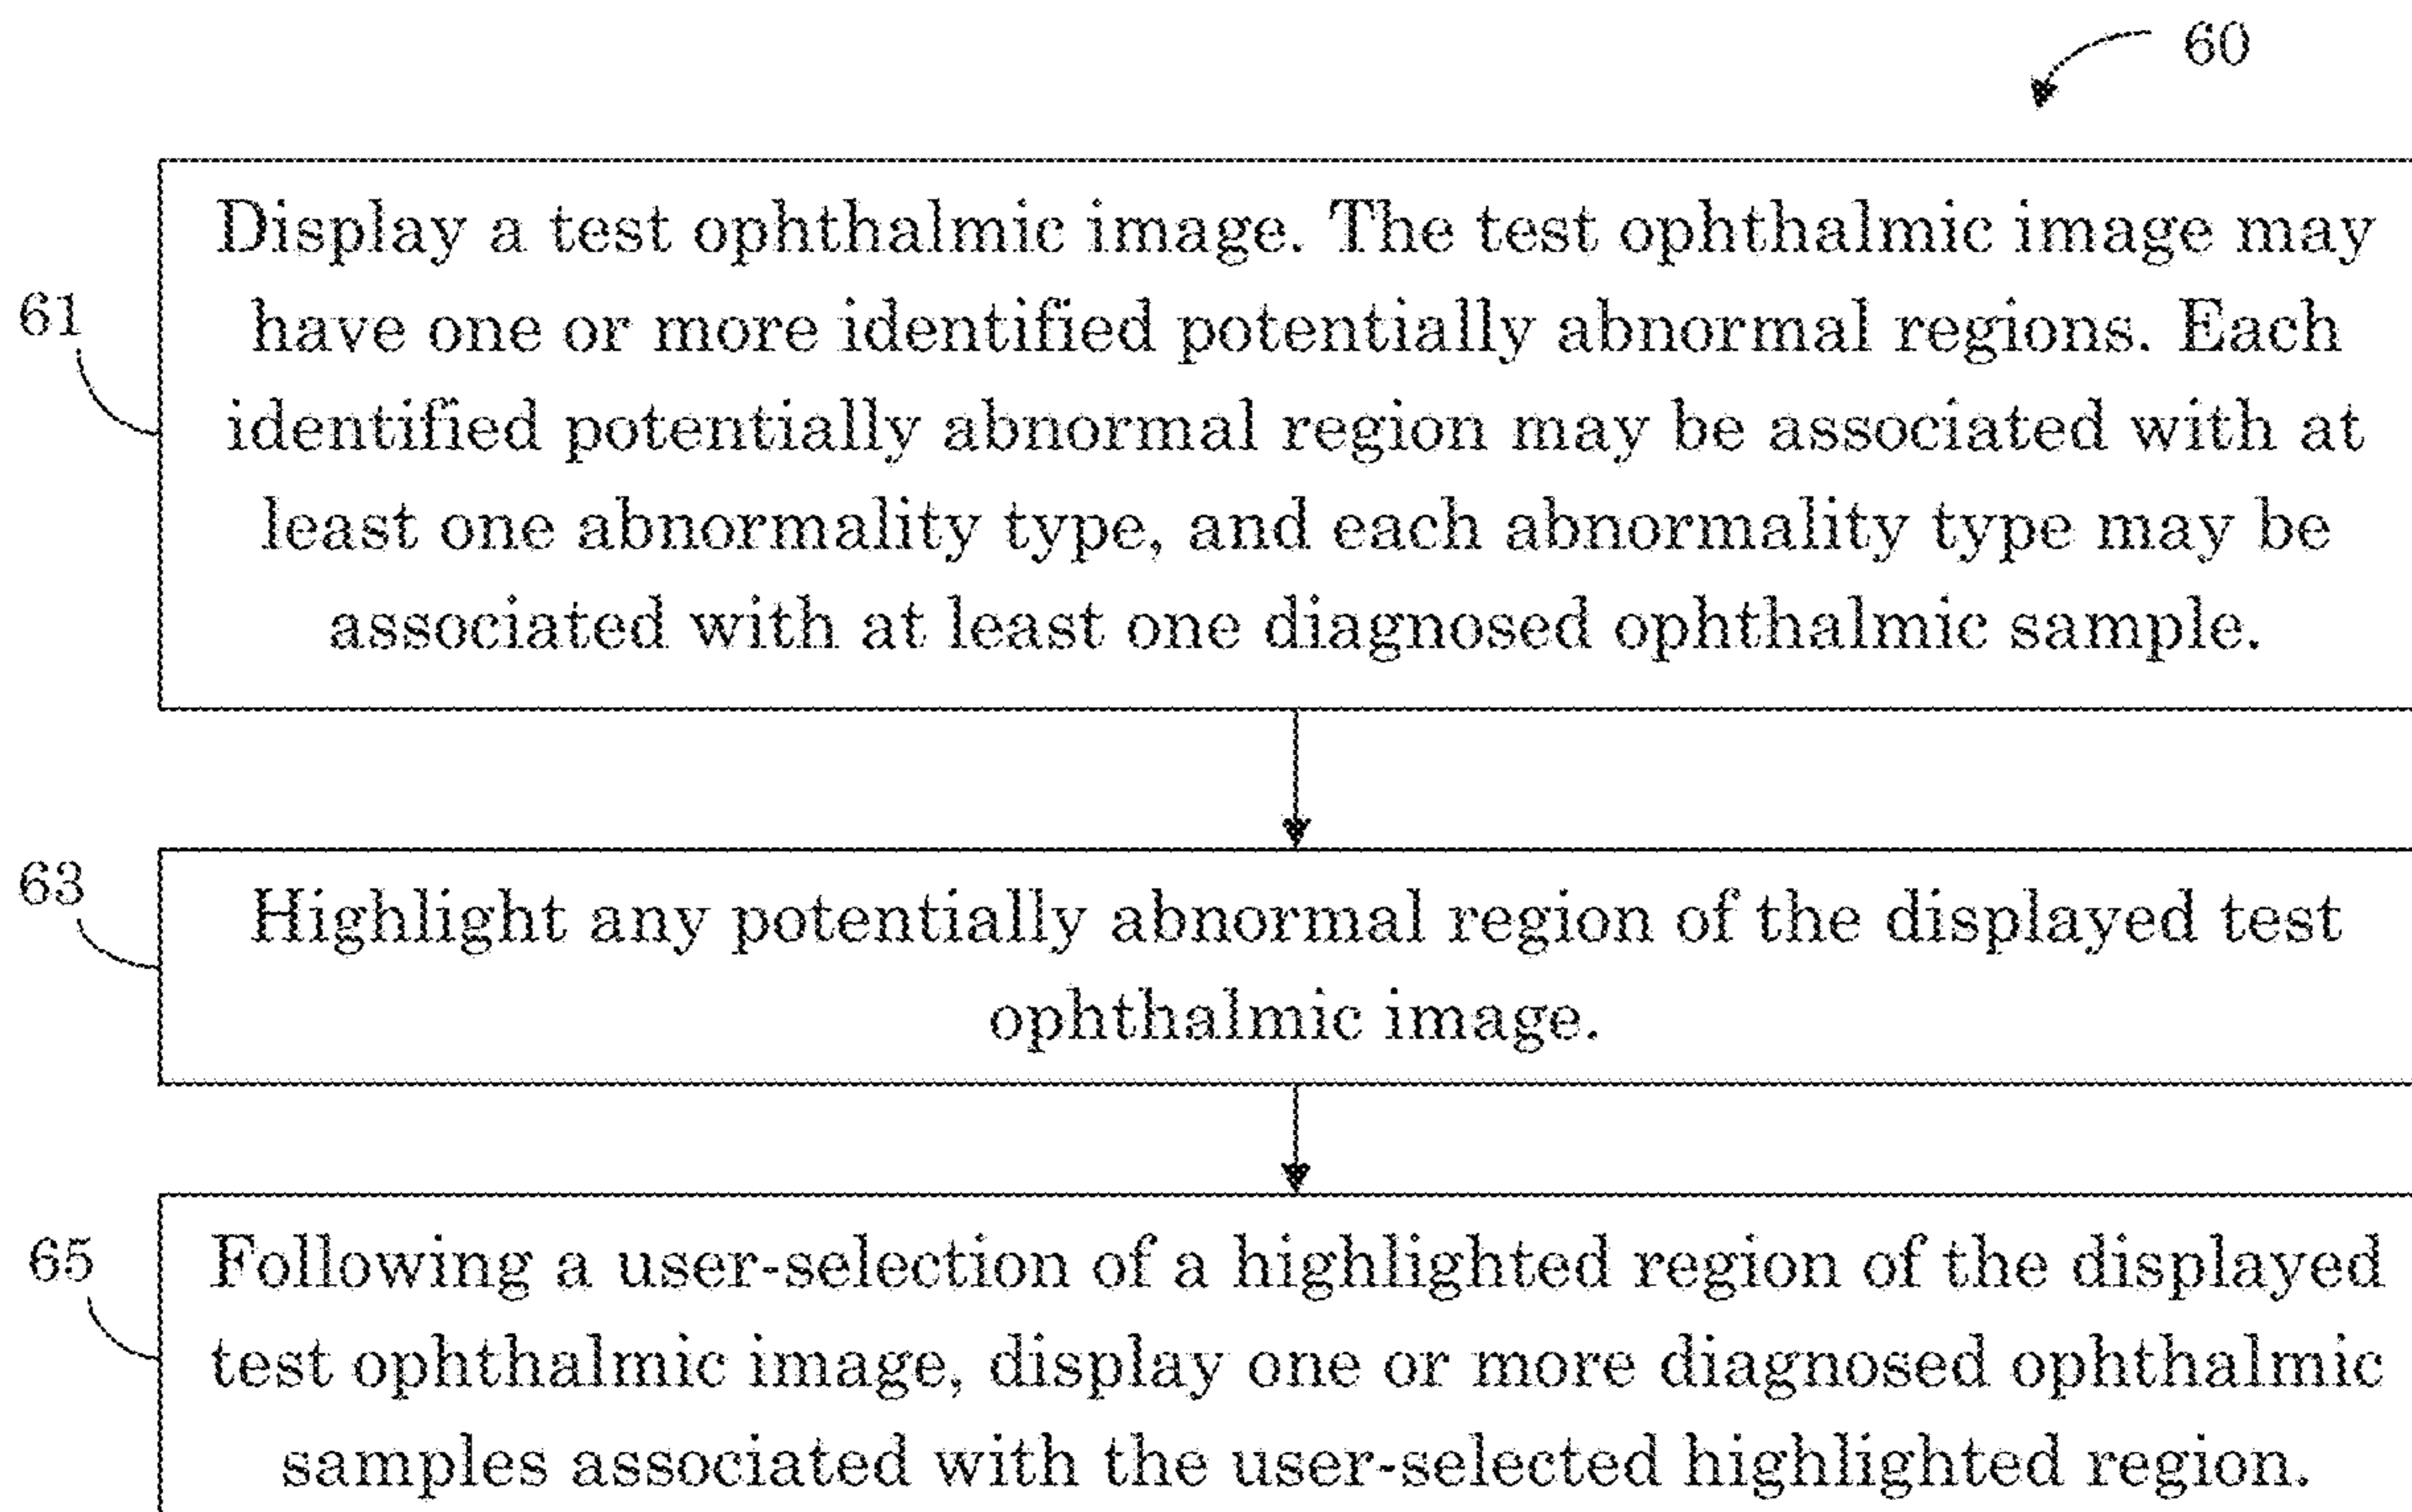 60
61
Display a test ophthalmic image. The test ophthalmic image may
have one or more identified potentially abnormal regions. Each
identified potentially abnormal region may be associated with at
least one abnormality type, and each abnormality type may be
associated with at least one diagnosed ophthalmic sample.
63
Highlight any potentially abnormal region of the displayed test
ophthalmic image.
65
Following a user-selection of a highlighted region of the displayed
test ophthalmic image, display one or more diagnosed ophthalmic
samples associated with the user-selected highlighted region.